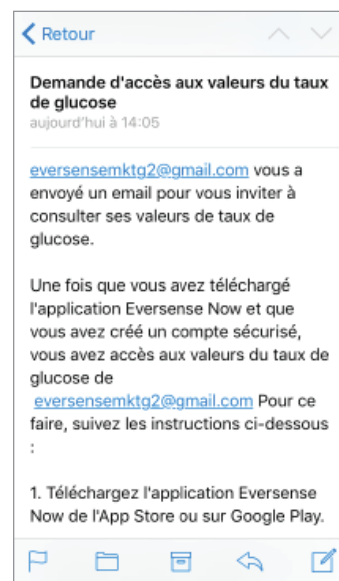 Retour
Demande d'accès aux valeurs du taux
de glucose
aujourd'hui à 14:05
eversensemktg2@gmail.com vous a
envoyé un email pour vous inviter à
consulter ses valeurs de taux de
glucose.
Une fois que vous avez téléchargé
l'application Eversense Now et que
vous avez créé un compte sécurisé,
vous avez accès aux valeurs du taux de
glucose de
eversensemktg2@gmail.com Pour ce
faire, suivez les instructions ci-dessous
:
1. Téléchargez l'application Eversense
Now de l'App Store ou sur Google Play.